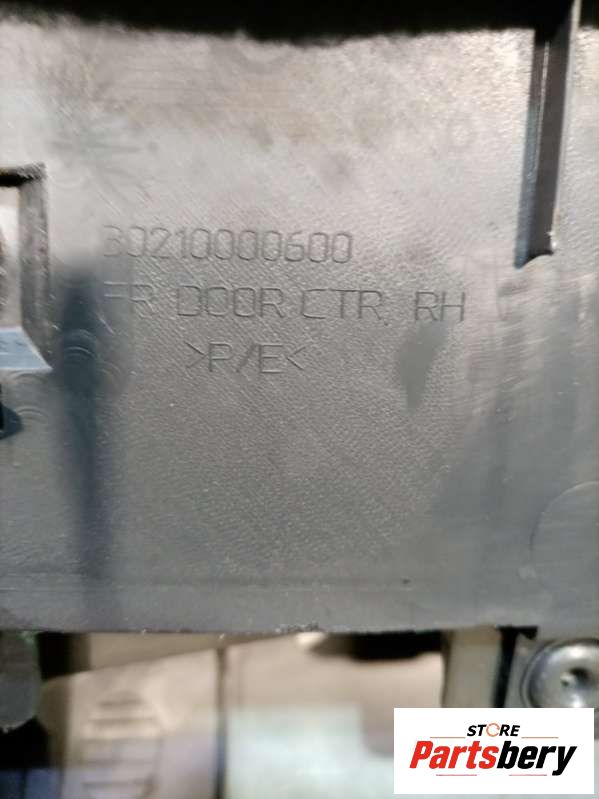 30210000600
FR DOOR CTR, RH
>P/E<
STORE
Partsbery